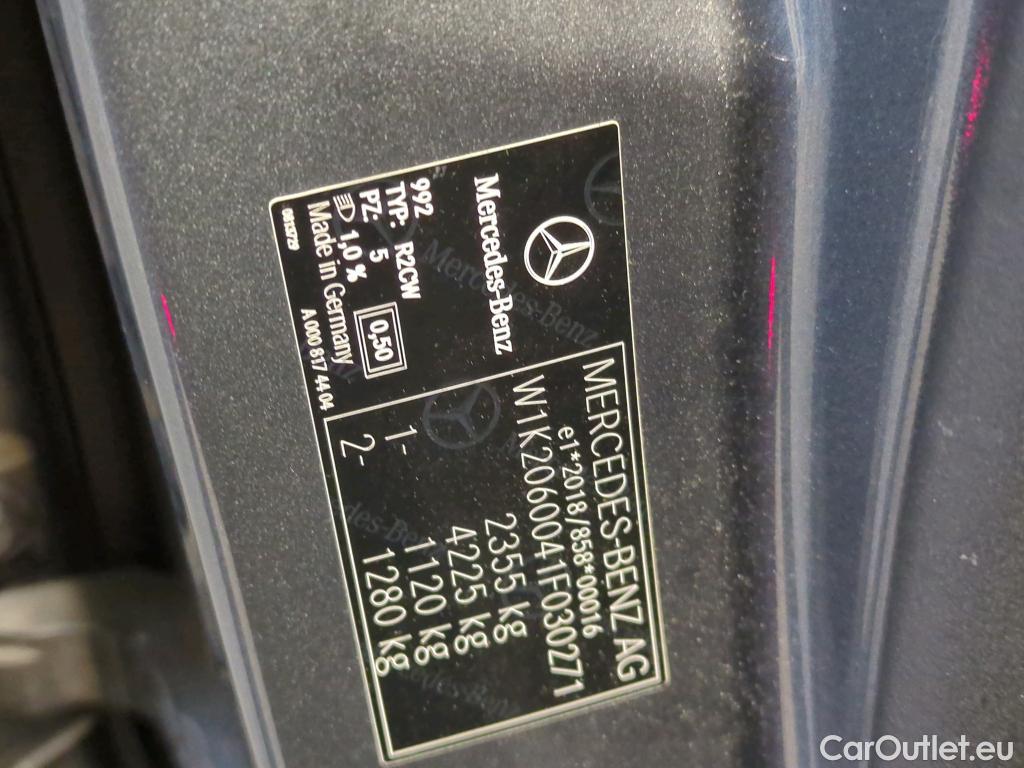 MERCEDES-BENZ AG
e1*2018/858*00016
W1K2060041F030271
2355 kg
4225 kg
1- 1120 kg
2- 1280 kg
Mercedes-Benz
992
TYP: R2CW
PZ 5
1,0 %
0,50
Made in Germany
A 000 817 44 04
CarOutlet.eu